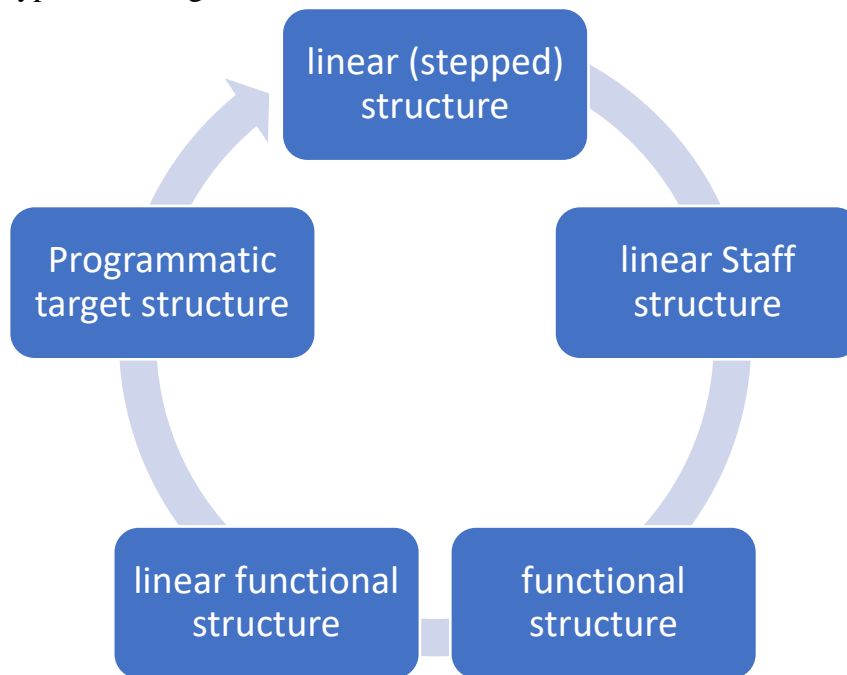 linear (stepped)
structure
linear Staff
structure
functional
structure
linear functional
structure
Programmatic
target structure